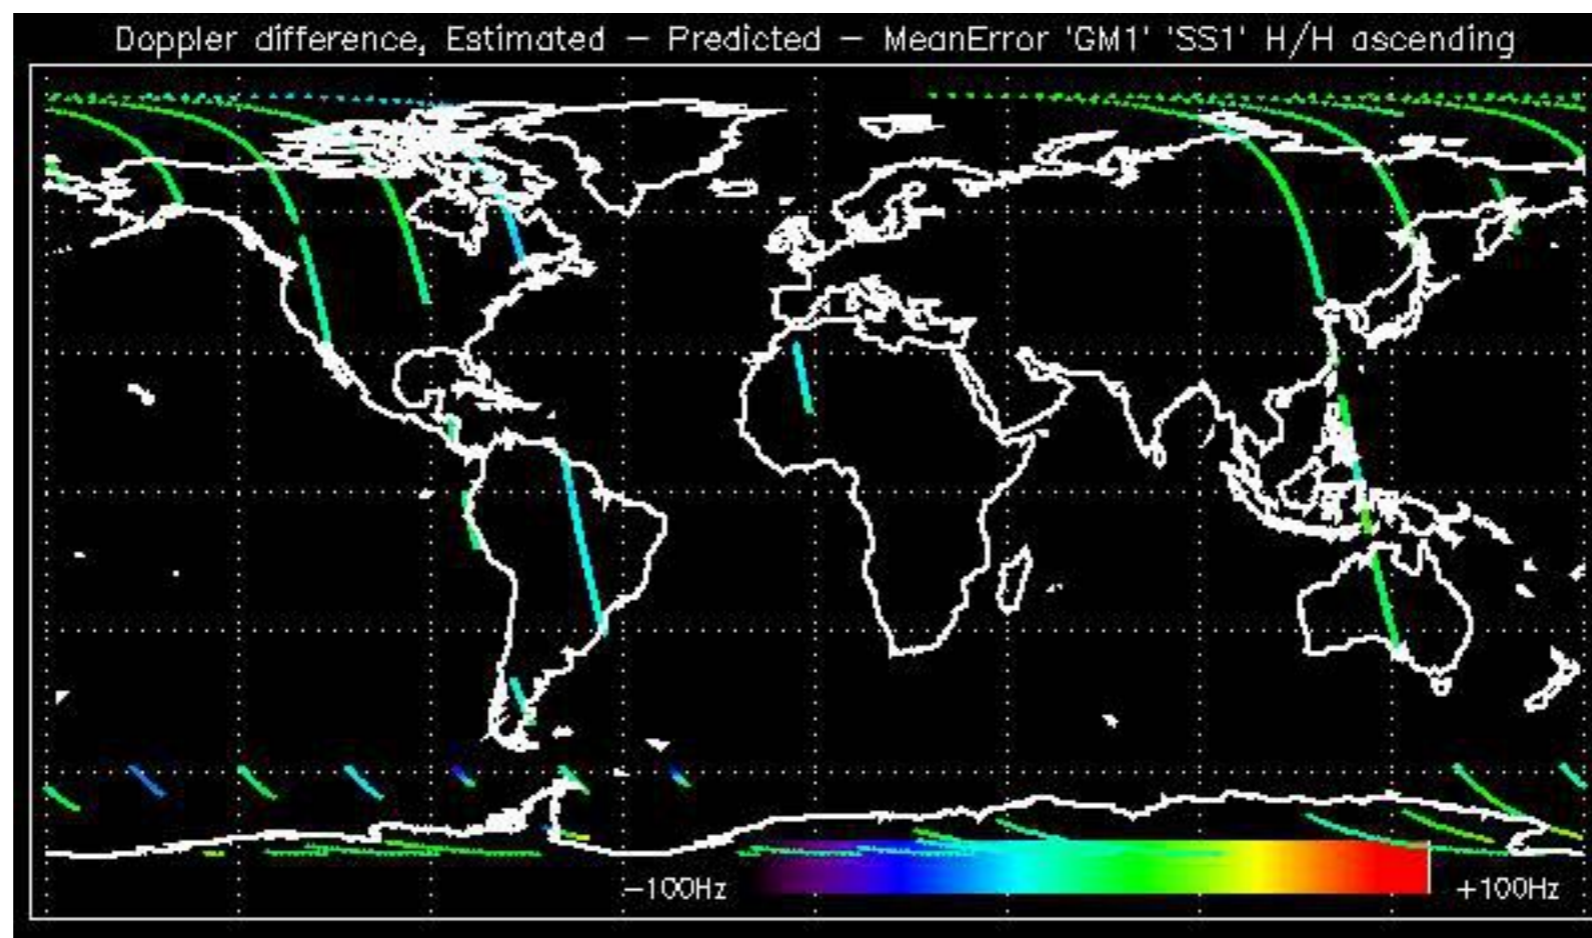 Doppler difference, Estimated – Predicted – MeanError 'GM1' 'SS1' H/H ascending
-100Hz
+100Hz